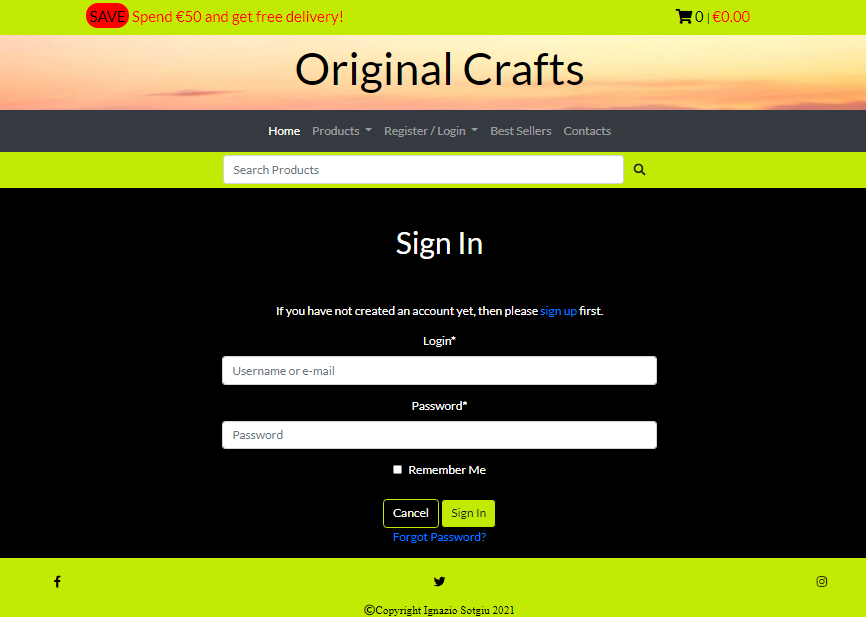 SAVE Spend €50 and get free delivery! 0 | €0.00
Original Crafts
Home Products Register / Login Best Sellers Contacts
Search Products
Sign In
If you have not created an account yet, then please sign up first.
Login*
Username or e-mail
Password*
Password
Remember Me
Cancel Sign In
Forgot Password?
©Copyright Ignazio Sotgiu 2021